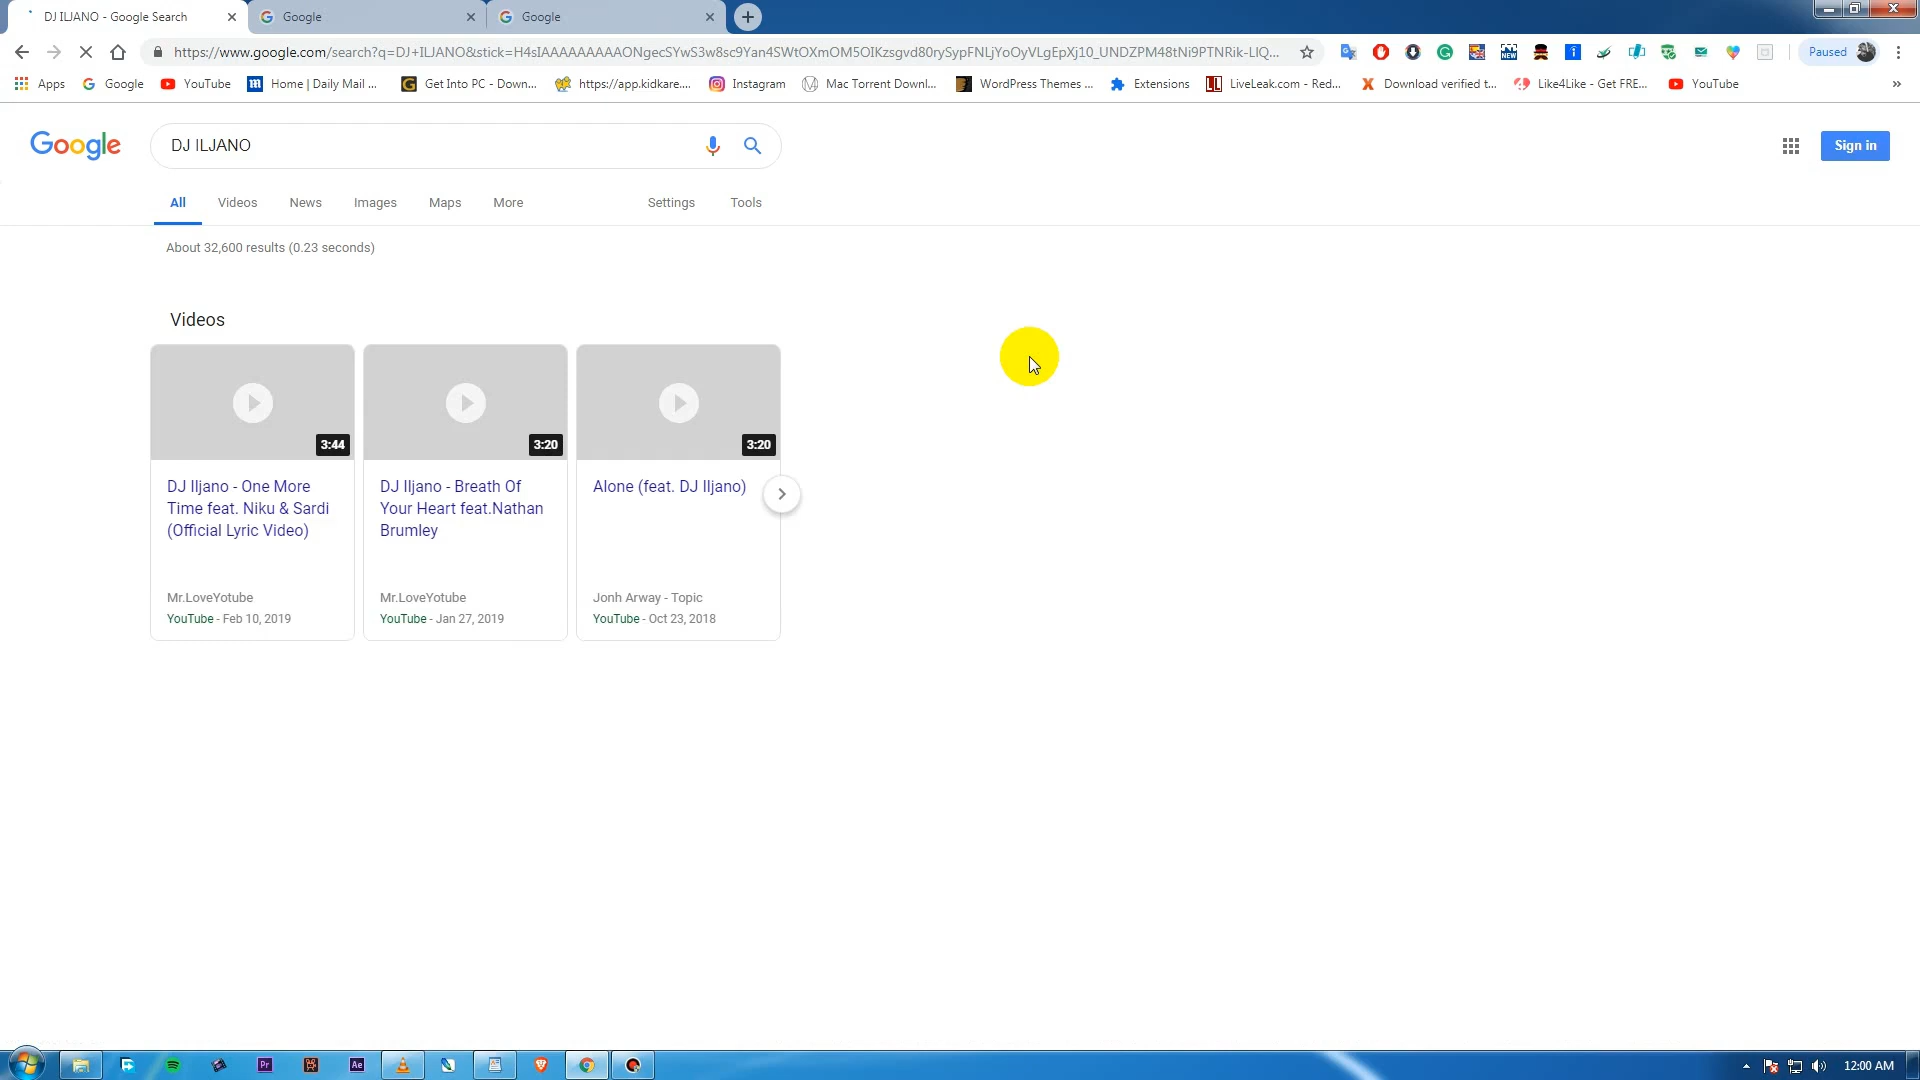 DJ ILJANO - Google Search
Google
Google
https://www.google.com/search?q=DJ+ILJANO&stick=H4sIAAAAAAAAAONgecSYwS3w8sc9Yan4SWtOXmOM5OIKzsgvd80rySypFNLjYoOyVLgEpXj10_UNDZPM48tNi9PTNRik-LlQ...
Paused
Apps
Google
YouTube
Home | Daily Mail ...
Get Into PC - Down...
https://app.kidkare....
Instagram
Mac Torrent Downl...
WordPress Themes ...
Extensions
LiveLeak.com - Red...
Download verified t...
Like4Like - Get FRE...
YouTube
»
Google
DJ ILJANO
Sign in
All
Videos
News
Images
Maps
More
Settings
Tools
About 32,600 results (0.23 seconds)
Videos
3:44
3:20
3:20
DJ Iljano - One More
Time feat. Niku & Sardi
(Official Lyric Video)
Mr.LoveYotube
YouTube - Feb 10, 2019
DJ Iljano - Breath Of
Your Heart feat.Nathan
Brumley
Mr.LoveYotube
YouTube - Jan 27, 2019
Alone (feat. DJ Iljano)
Jonh Arway - Topic
YouTube - Oct 23, 2018
Pr
Ae
12:00 AM